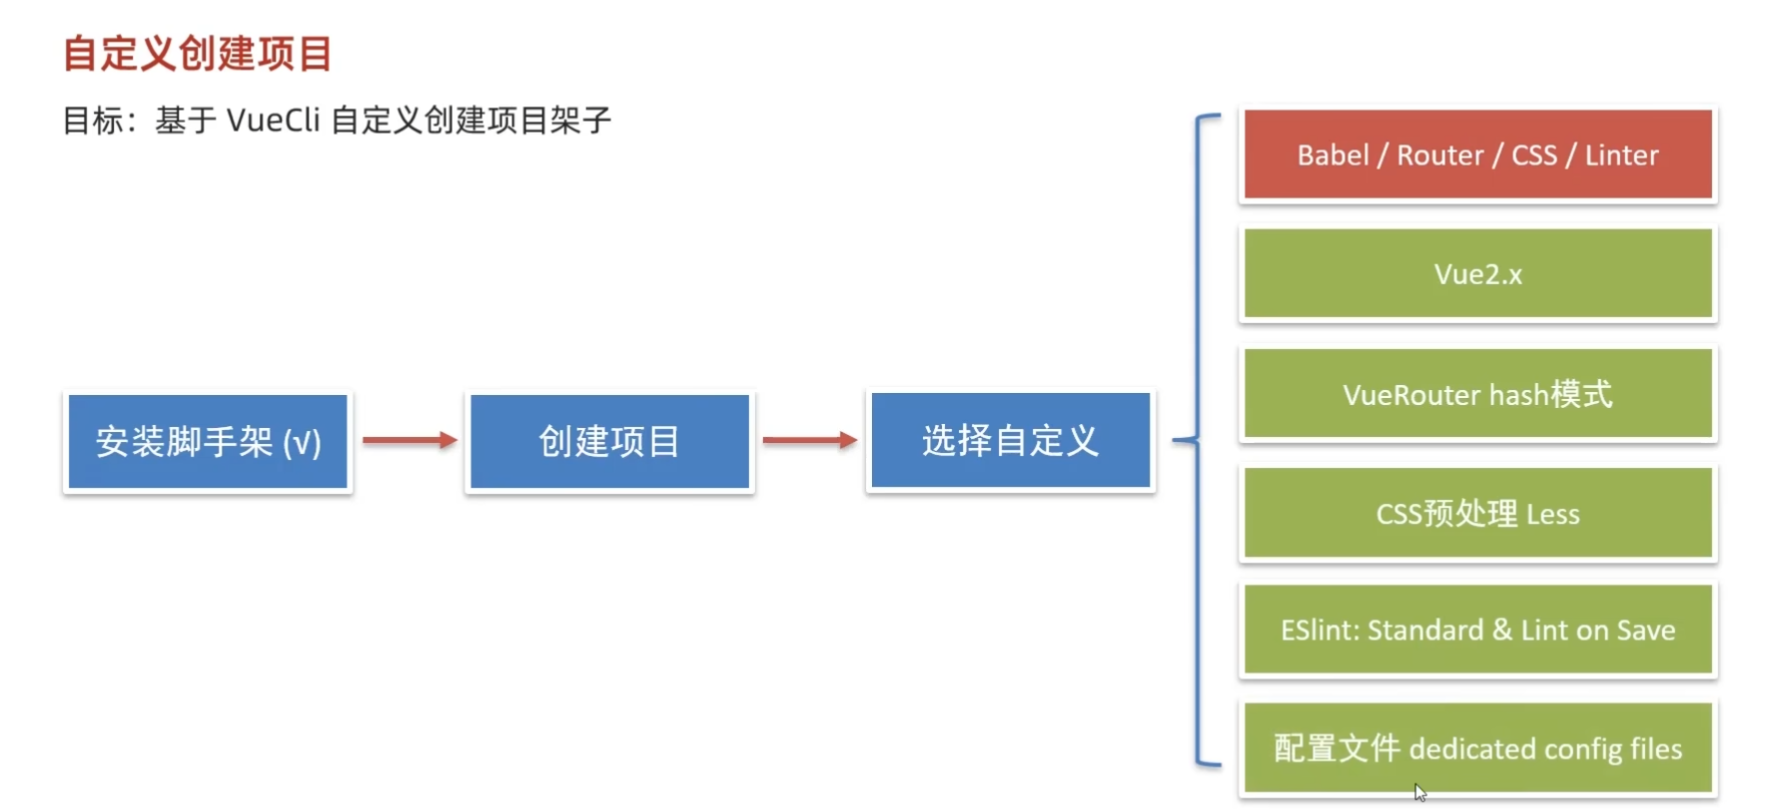 自定义创建项目
目标：基于 VueCli 自定义创建项目架子
安装脚手架 (√)
创建项目
选择自定义
Babel / Router / CSS / Linter
Vue2.x
VueRouter hash模式
CSS预处理 Less
ESlint: Standard & Lint on Save
配置文件 dedicated config files